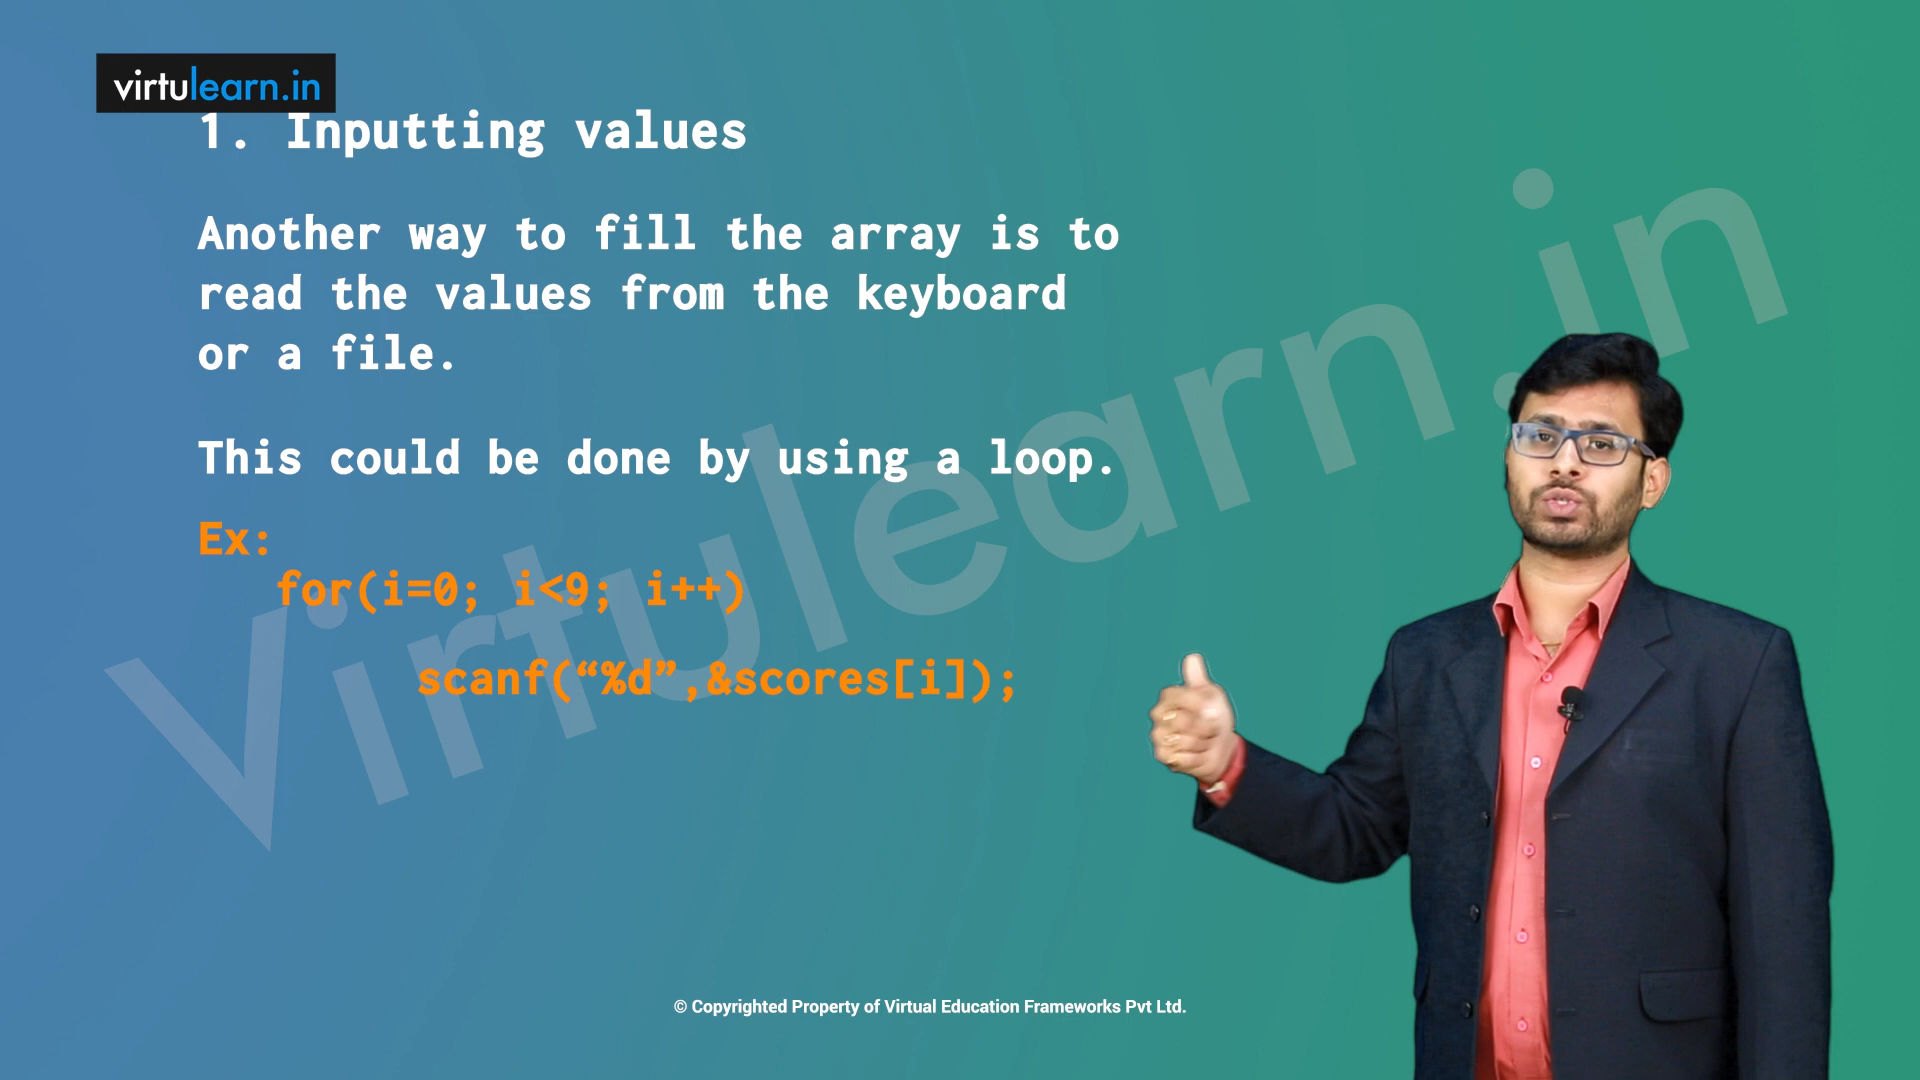 virtulearn.in
1. Inputting values
Another way to fill the array is to
read the values from the keyboard
or a file.
This could be done by using a loop.
Ex:
for(i=0; i<9; i++)
scanf(“%d”,&scores[i]);
Virtulearn.in
© Copyrighted Property of Virtual Education Frameworks Pvt Ltd.